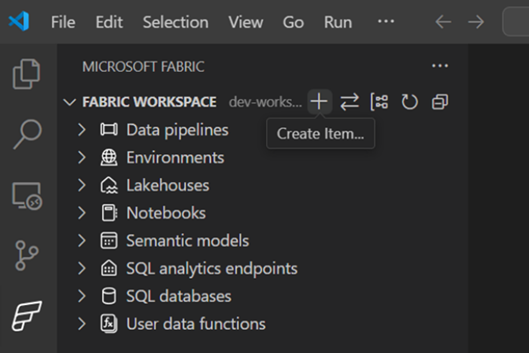 File Edit Selection View Go Run ···
MICROSOFT FABRIC ···
FABRIC WORKSPACE dev-works...
Create Item...
Data pipelines
Environments
Lakehouses
Notebooks
Semantic models
SQL analytics endpoints
SQL databases
User data functions